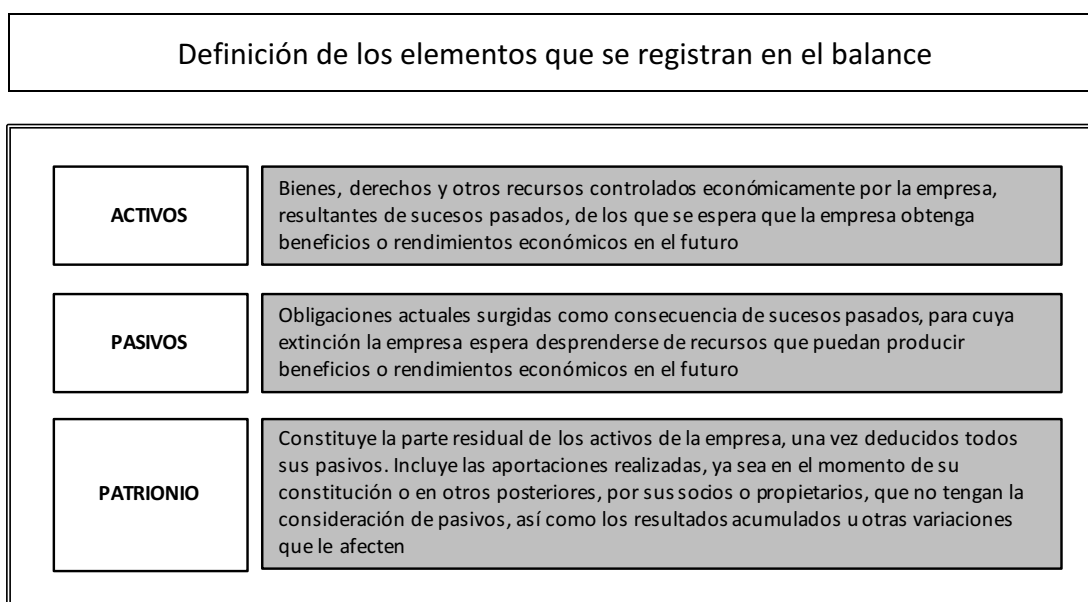 Definición de los elementos que se registran en el balance
ACTIVOS
Bienes, derechos y otros recursos controlados económicamente por la empresa,
resultantes de sucesos pasados, de los que se espera que la empresa obtenga
beneficios o rendimientos económicos en el futuro
PASIVOS
Obligaciones actuales surgidas como consecuencia de sucesos pasados, para cuya
extinción la empresa espera desprenderse de recursos que puedan producir
beneficios o rendimientos económicos en el futuro
PATRIONIO
Constituye la parte residual de los activos de la empresa, una vez deducidos todos
sus pasivos. Incluye las aportaciones realizadas, ya sea en el momento de su
constitución o en otros posteriores, por sus socios o propietarios, que no tengan la
consideración de pasivos, así como los resultados acumulados u otras variaciones
que le afecten